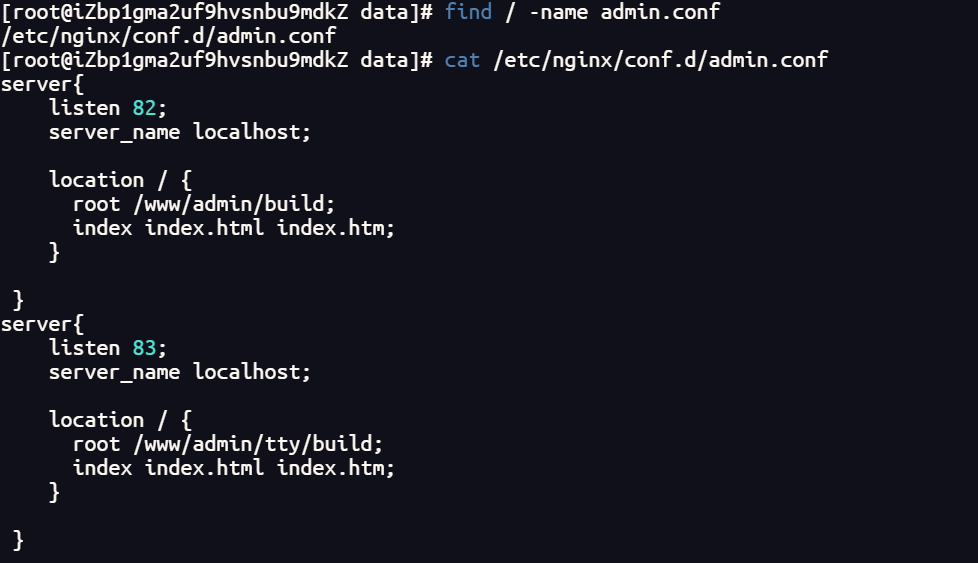 [root@iZbp1gma2uf9hvsnbu9mdkZ data]# find / -name admin.conf
/etc/nginx/conf.d/admin.conf
[root@iZbp1gma2uf9hvsnbu9mdkZ data]# cat /etc/nginx/conf.d/admin.conf
server{
    listen 82;
    server_name localhost;

    location / {
      root /www/admin/build;
      index index.html index.htm;
    }

 }
server{
    listen 83;
    server_name localhost;

    location / {
      root /www/admin/tty/build;
      index index.html index.htm;
    }

 }